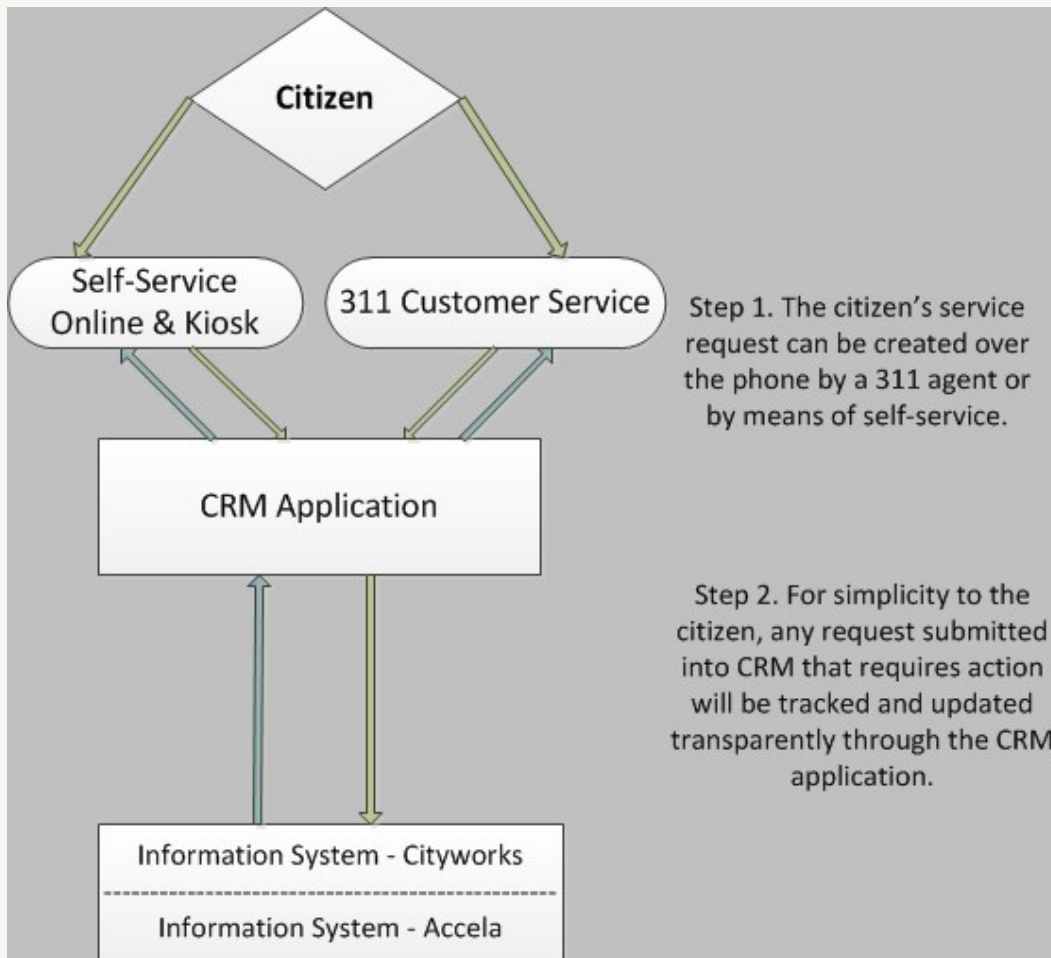 Citizen
Self-Service
Online & Kiosk
311 Customer Service
Step 1. The citizen’s service
request can be created over
the phone by a 311 agent or
by means of self-service.
CRM Application
Step 2. For simplicity to the
citizen, any request submitted
into CRM that requires action
will be tracked and updated
transparently through the CRM
application.
Information System - Cityworks
Information System - Accela